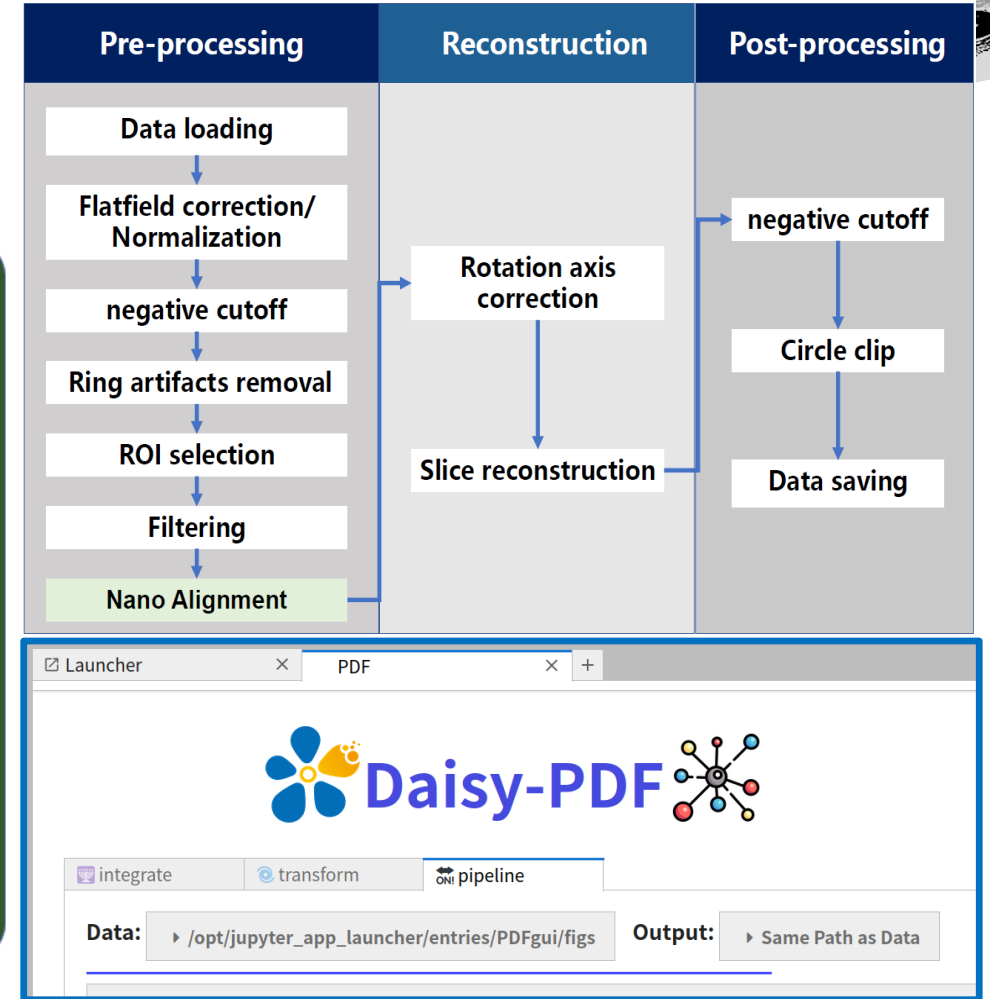 Pre-processing
Reconstruction
Post-processing
Data loading
Flatfield correction/
Normalization
negative cutoff
Ring artifacts removal
ROI selection
Filtering
Nano Alignment
Rotation axis
correction
Slice reconstruction
negative cutoff
Circle clip
Data saving
Launcher
PDF
Daisy-PDF
integrate
transform
ON! pipeline
Data: /opt/jupyter_app_launcher/entries/PDFgui/figs Output: Same Path as Data